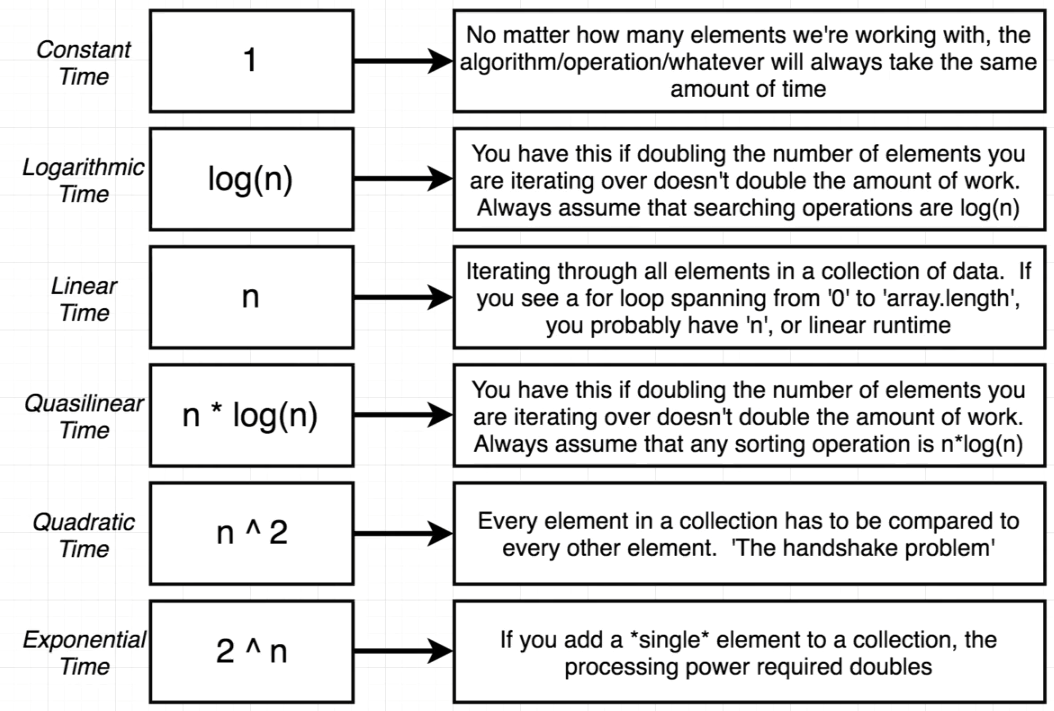 Constant
Time
1
No matter how many elements we're working with, the
algorithm/operation/whatever will always take the same
amount of time
Logarithmic
Time
log(n)
You have this if doubling the number of elements you
are iterating over doesn't double the amount of work.
Always assume that searching operations are log(n)
Linear
Time
n
Iterating through all elements in a collection of data.  If
you see a for loop spanning from '0' to 'array.length',
you probably have 'n', or linear runtime
Quasilinear
Time
n * log(n)
You have this if doubling the number of elements you
are iterating over doesn't double the amount of work.
Always assume that any sorting operation is n*log(n)
Quadratic
Time
n ^ 2
Every element in a collection has to be compared to
every other element.  'The handshake problem'
Exponential
Time
2 ^ n
If you add a *single* element to a collection, the
processing power required doubles